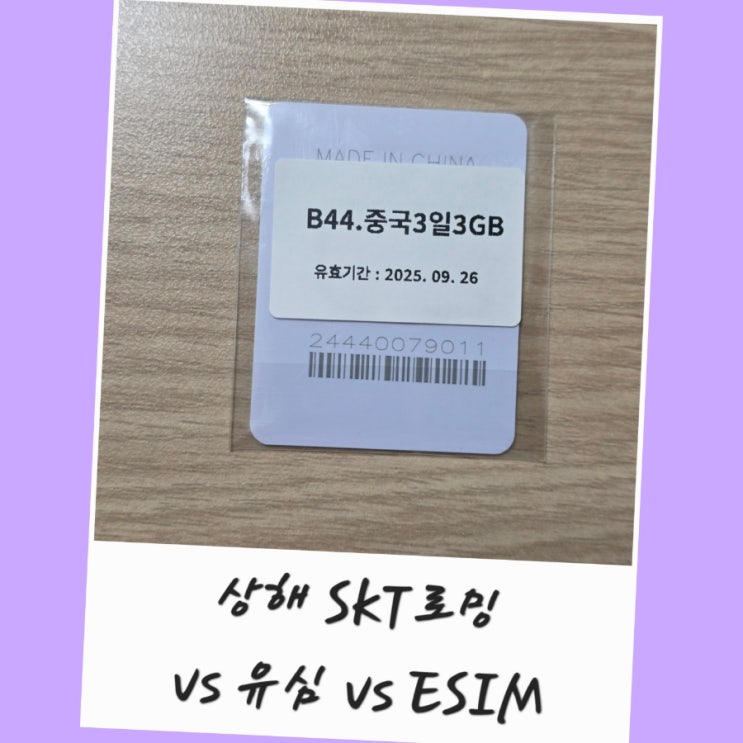 MADE IN CHINA
B44.중국3일3GB
유효기간 : 2025. 09. 26
24440079011
상해 SKT로밍
vs 유심 vs ESIM